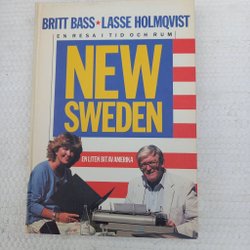 BRITT BASS ★ LASSE HOLMQVIST
EN RESA I TID OCH RUM
NEW
SWEDEN
EN LITEN BIT AV AMERIKA